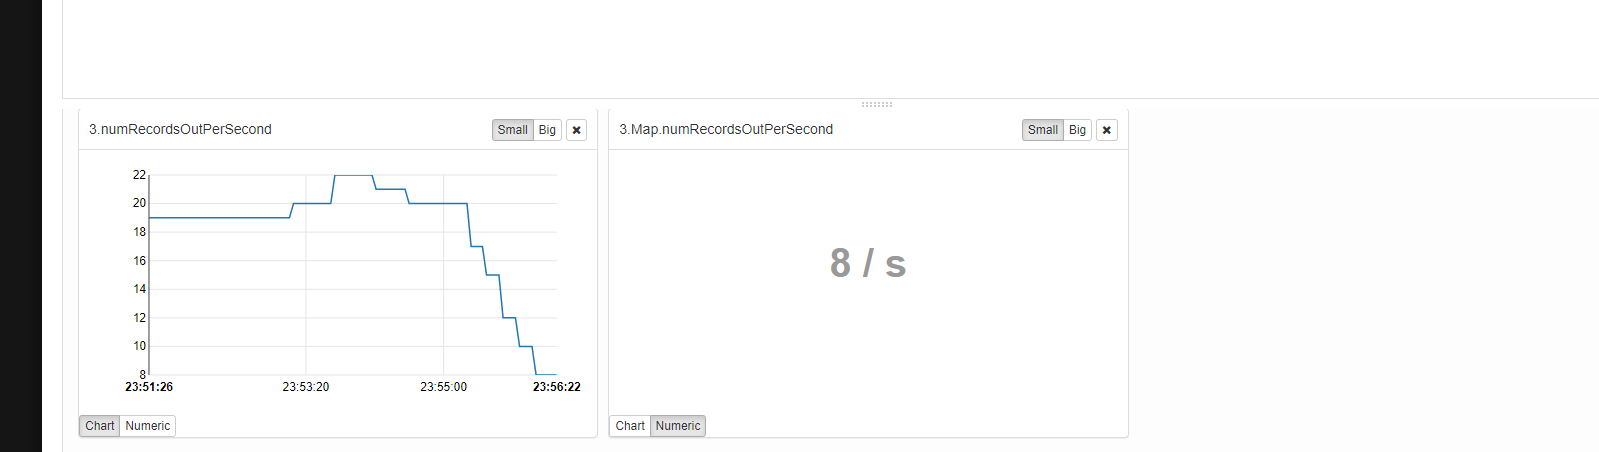 3.numRecordsOutPerSecond Small Big ✖
22
20
18
16
14
12
10
8
23:51:26 23:53:20 23:55:00 23:56:22
Chart Numeric
3.Map.numRecordsOutPerSecond Small Big ✖
8 / s
Chart Numeric